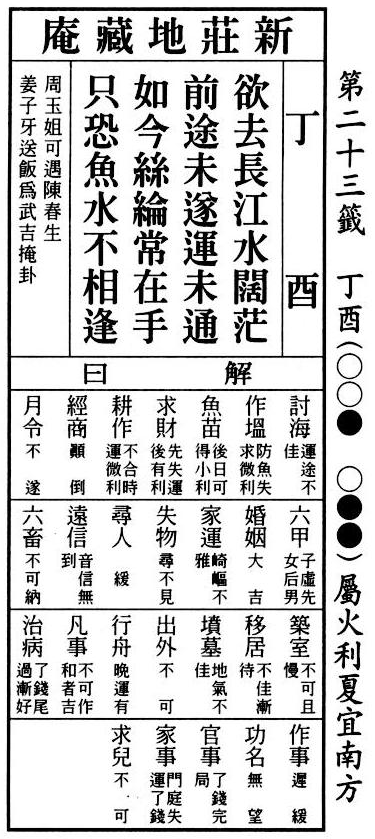 第二十三籤 丁酉(○○● ○●●)屬火利夏宜南方
新莊地藏庵
丁酉
欲去長江水闊茫
前途未遂運未通
如今絲綸常在手
只恐魚水不相逢
周玉姐可遇陳春生
姜子牙送飯為武吉掩卦
解曰
討海 運途不佳
作塭 防魚失求微利
魚苗 後日可得小利
求財 先失運後有利
耕作 不合時運微利
經商 顛倒
月令 不遂
六甲 子虛先女后男
婚姻 大吉
家運 崎嶇不雅
失物 尋不見
尋人 緩
遠信 音信無到
六畜 不可納
築室 不可且慢
移居 不佳漸待
墳墓 地氣不佳
出外 不可
行舟 晚運有
凡事 不可作和者吉
治病 了錢尾過漸好
作事 遲緩
功名 無望
官事 了錢完局
家事 門庭失運了錢
求兒 不可